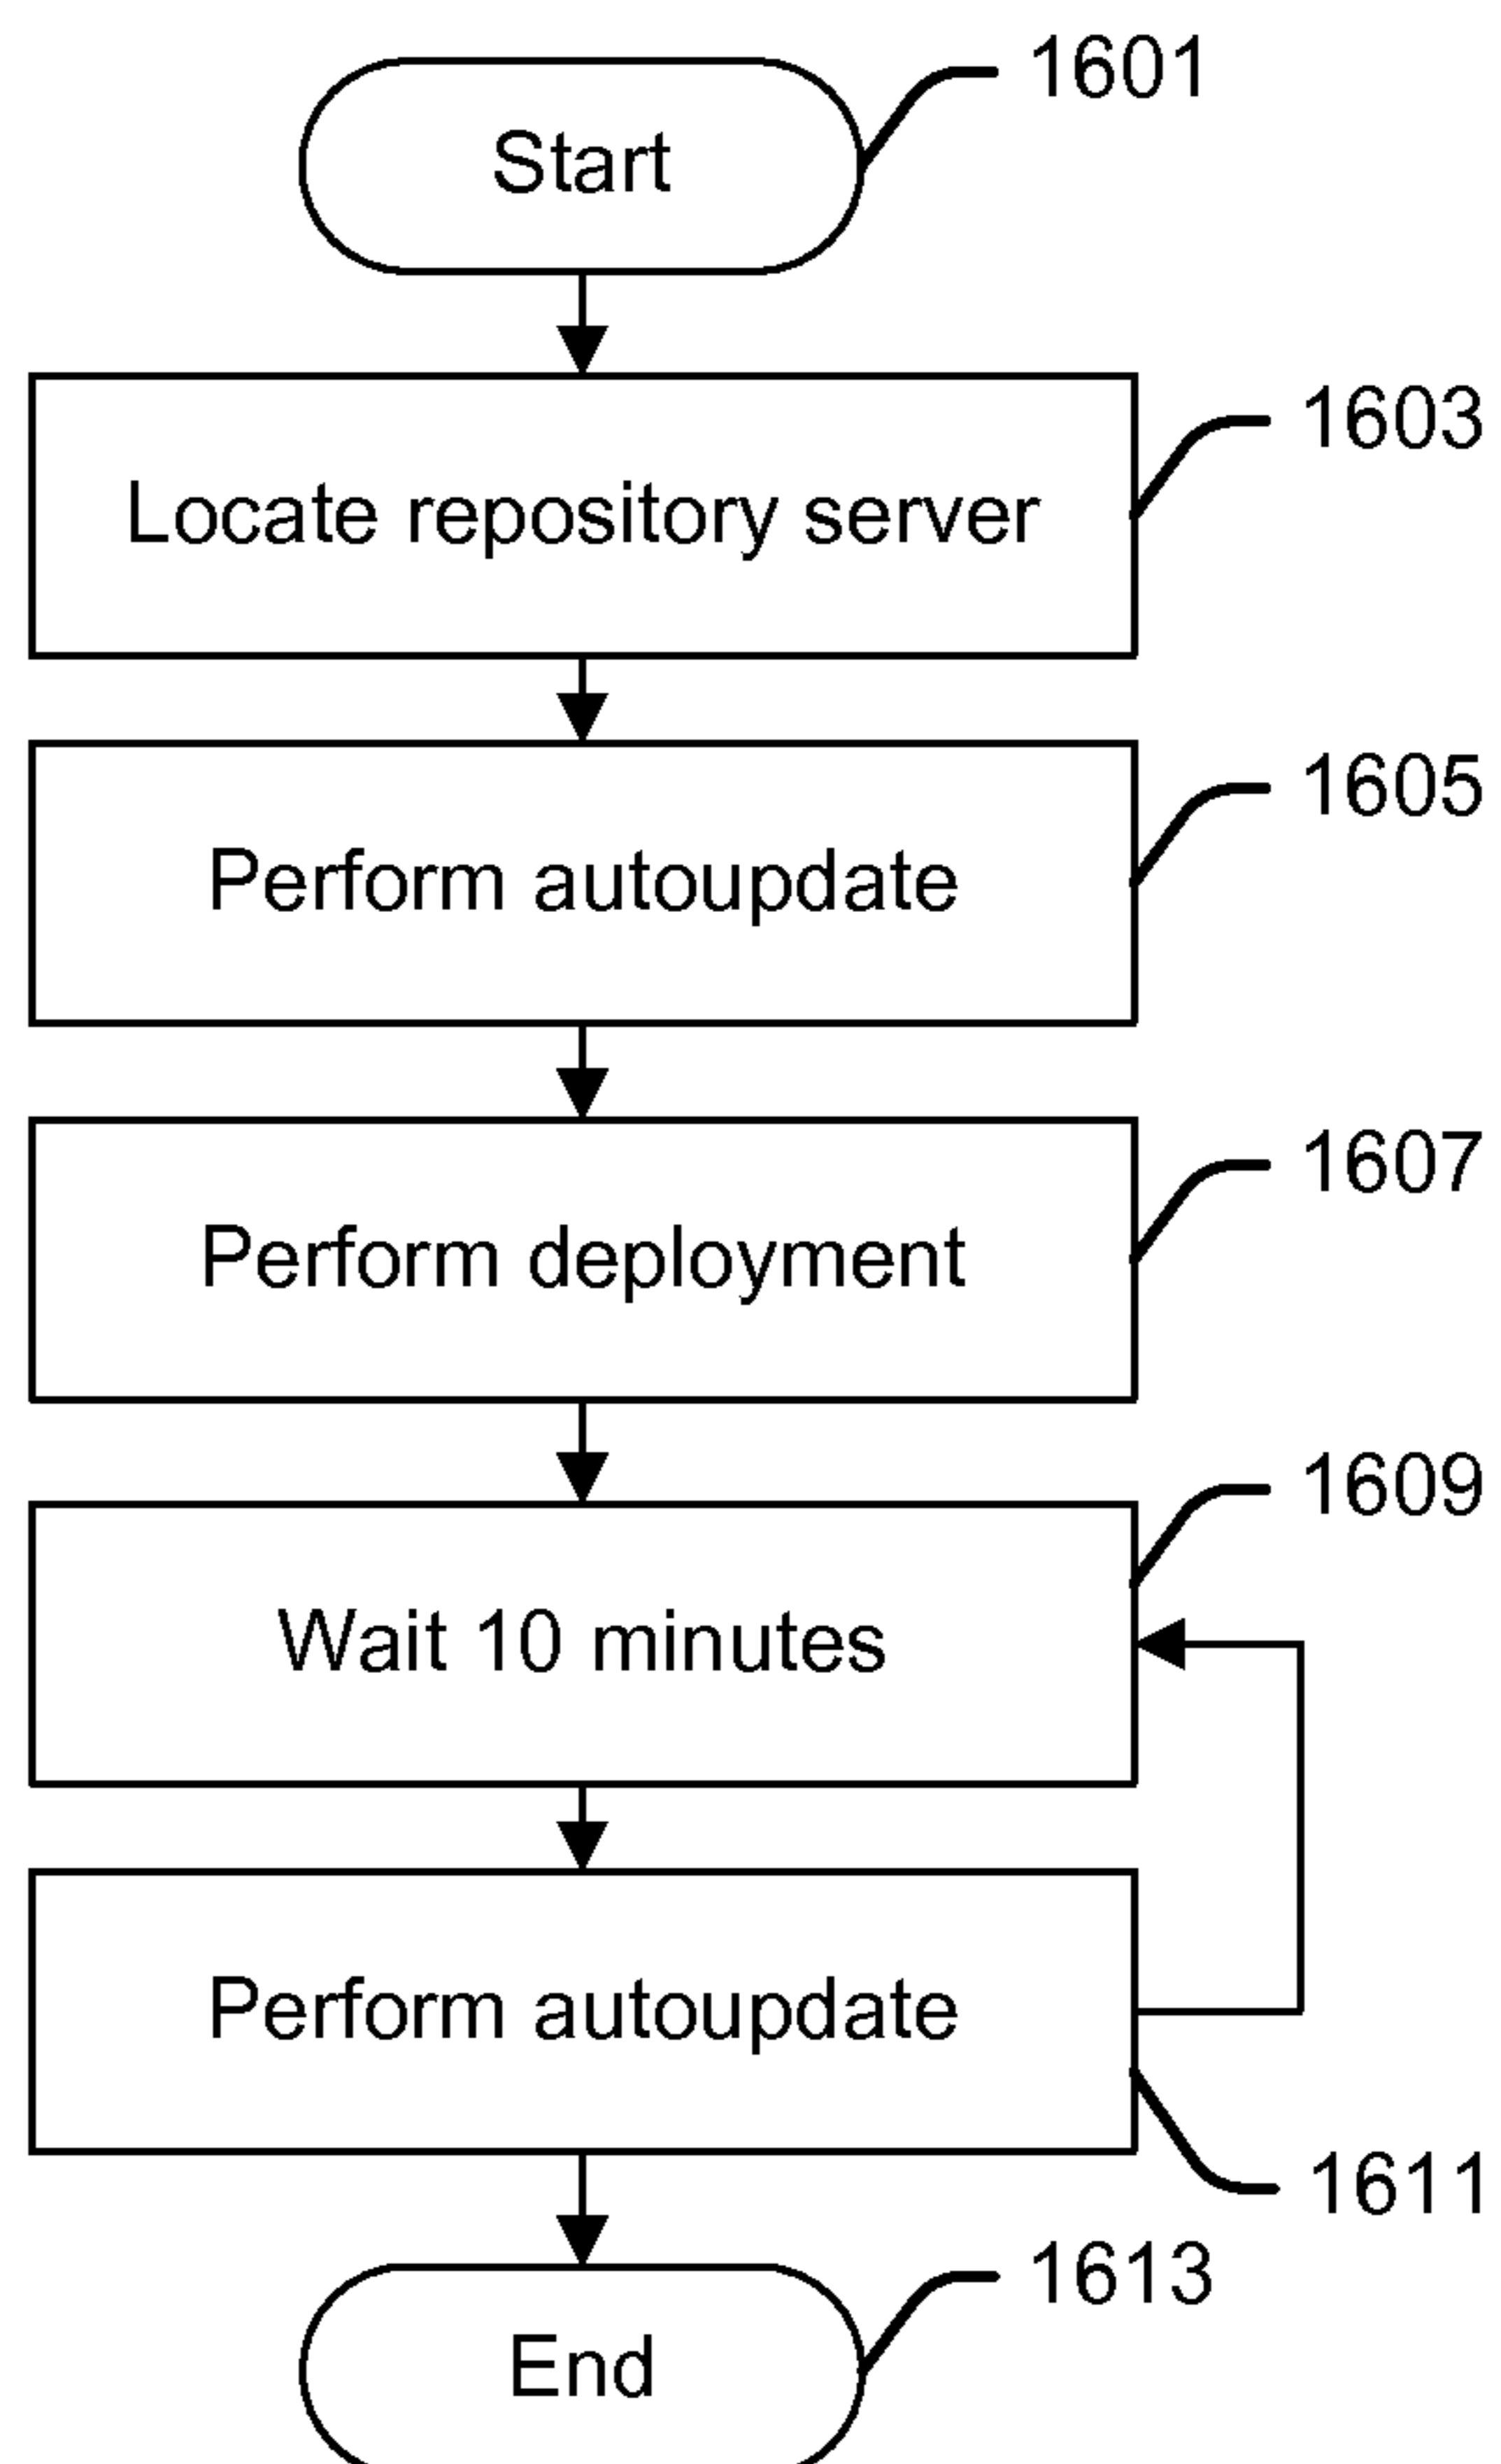 1601
Start
1603
Locate repository server
1605
Perform autoupdate
1607
Perform deployment
1609
Wait 10 minutes
Perform autoupdate
1611
1613
End